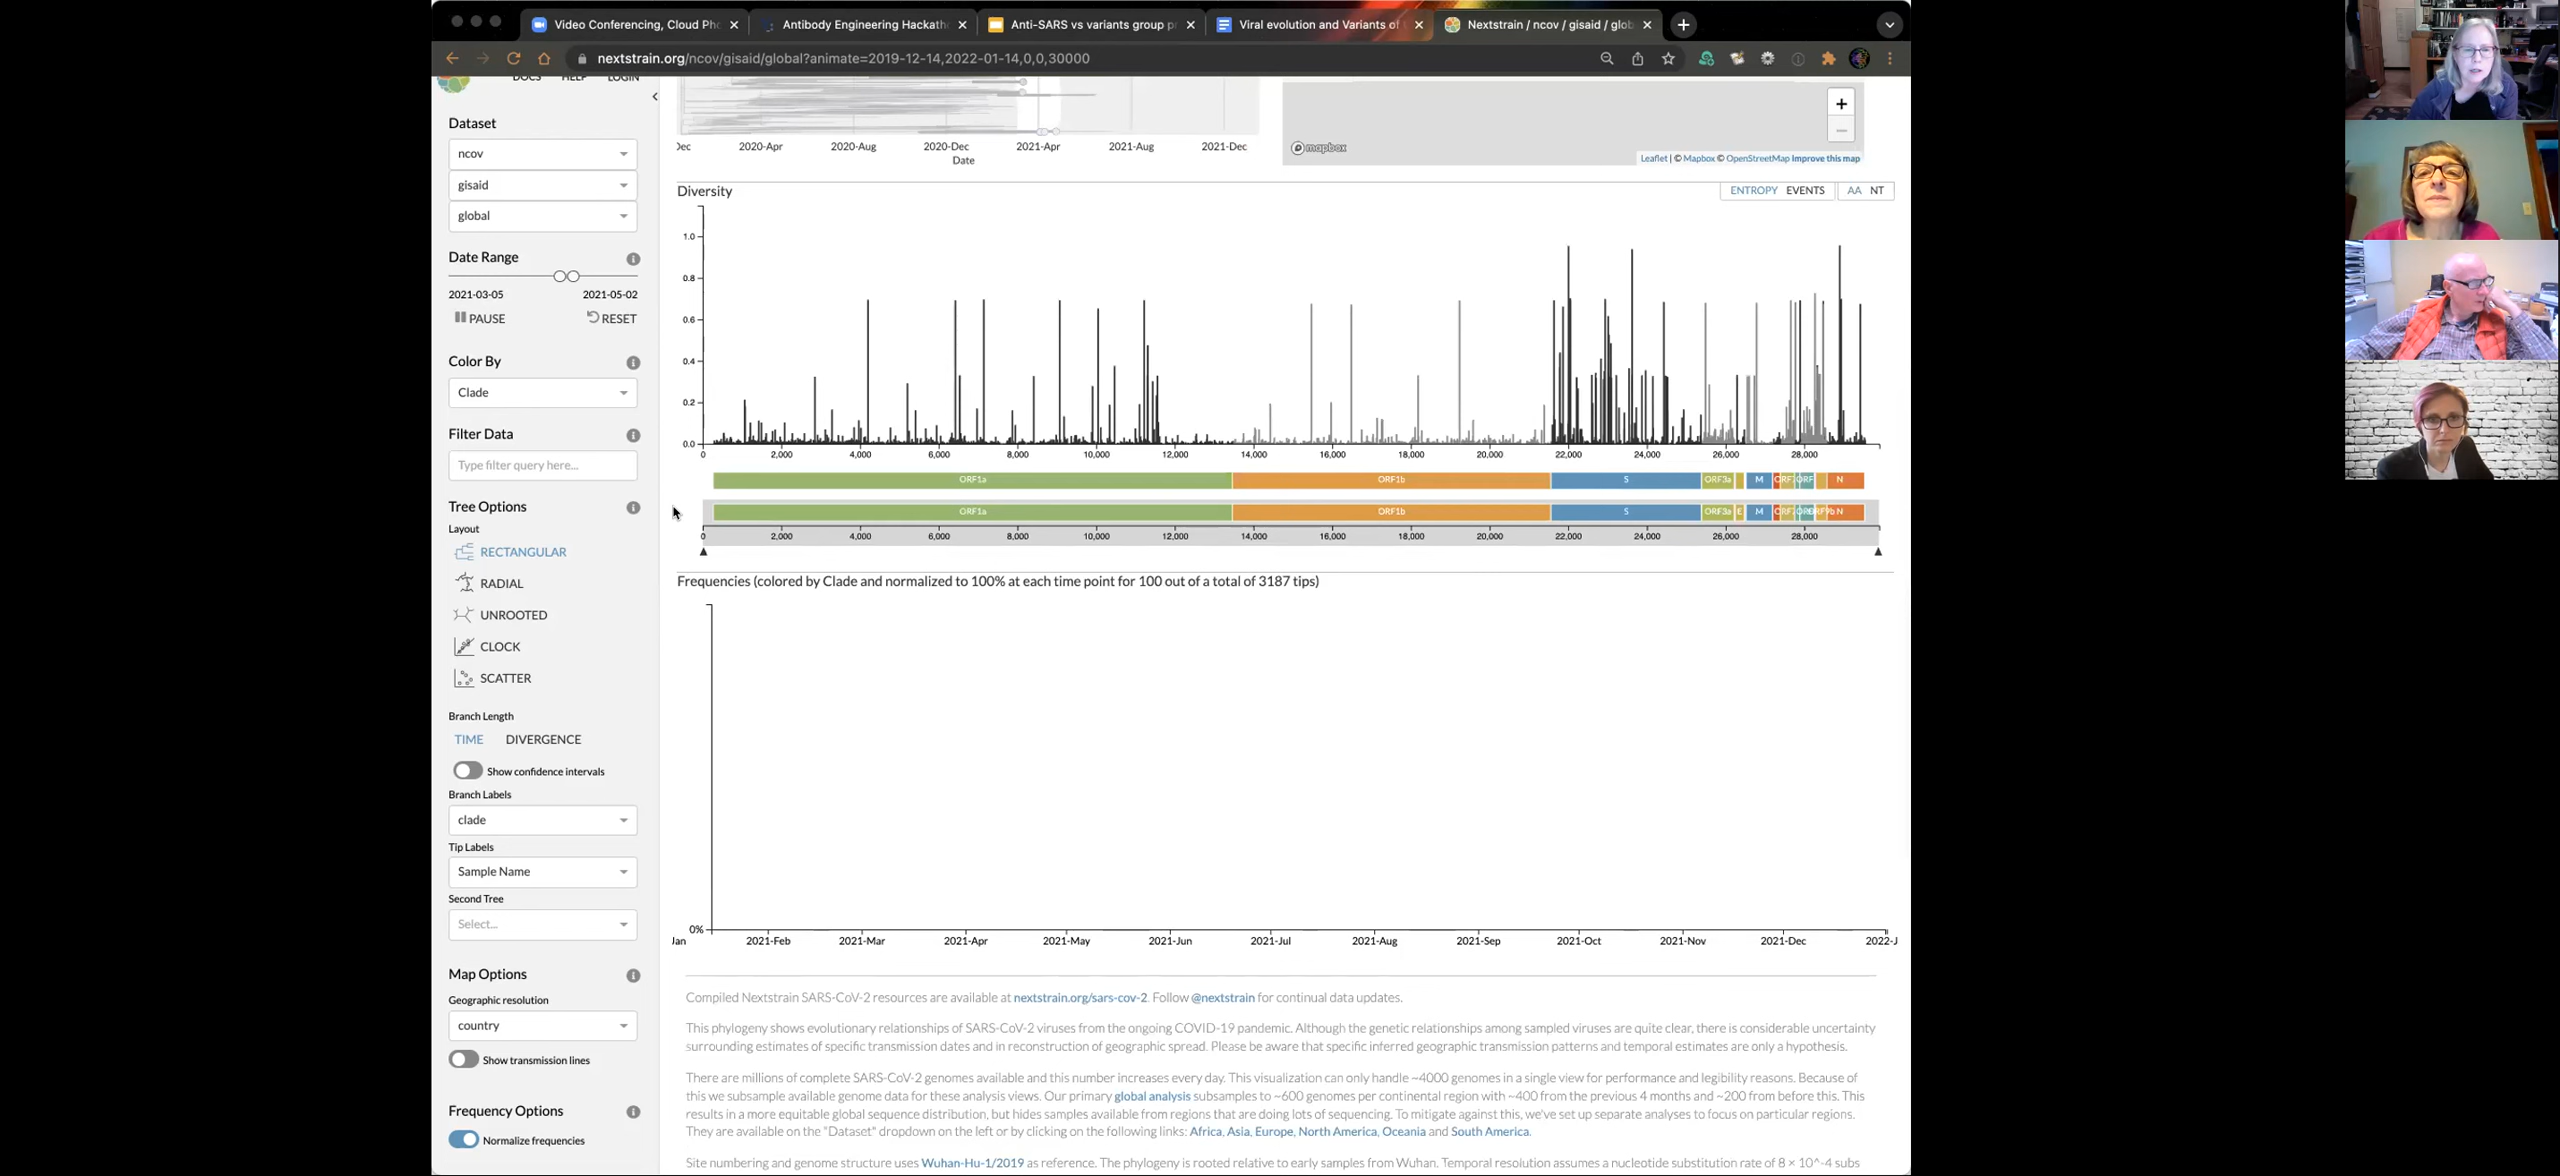 Video Conferencing, Cloud Pho
Antibody Engineering Hackath
Anti-SARS vs variants group p
Viral evolution and Variants of
Nextstrain / ncov / gisaid / glob
nextstrain.org/ncov/gisaid/global?animate=2019-12-14,2022-01-14,0,0,30000
DOCS HELP LOGIN
Dataset
ncov
gisaid
global
Date Range
2021-03-05 2021-05-02
PAUSE RESET
Color By
Clade
Filter Data
Type filter query here...
Tree Options
Layout
RECTANGULAR
RADIAL
UNROOTED
CLOCK
SCATTER
Branch Length
TIME DIVERGENCE
Show confidence intervals
Branch Labels
clade
Tip Labels
Sample Name
Second Tree
Select...
Map Options
Geographic resolution
country
Show transmission lines
Frequency Options
Normalize frequencies
Dec 2020-Apr 2020-Aug 2020-Dec 2021-Apr 2021-Aug 2021-Dec
Date
+
−
mapbox
Leaflet | © Mapbox © OpenStreetMap Improve this map
Diversity
ENTROPY EVENTS AA NT
1.0
0.8
0.6
0.4
0.2
0.0
0 2,000 4,000 6,000 8,000 10,000 12,000 14,000 16,000 18,000 20,000 22,000 24,000 26,000 28,000
ORF1a ORF1b S ORF3a M ORF N
ORF1a ORF1b S ORF3a E M N
0 2,000 4,000 6,000 8,000 10,000 12,000 14,000 16,000 18,000 20,000 22,000 24,000 26,000 28,000
Frequencies (colored by Clade and normalized to 100% at each time point for 100 out of a total of 3187 tips)
0%
Jan 2021-Feb 2021-Mar 2021-Apr 2021-May 2021-Jun 2021-Jul 2021-Aug 2021-Sep 2021-Oct 2021-Nov 2021-Dec 2022-J
Compiled Nextstrain SARS-CoV-2 resources are available at nextstrain.org/sars-cov-2. Follow @nextstrain for continual data updates.
This phylogeny shows evolutionary relationships of SARS-CoV-2 viruses from the ongoing COVID-19 pandemic. Although the genetic relationships among sampled viruses are quite clear, there is considerable uncertainty
surrounding estimates of specific transmission dates and in reconstruction of geographic spread. Please be aware that specific inferred geographic transmission patterns and temporal estimates are only a hypothesis.
There are millions of complete SARS-CoV-2 genomes available and this number increases every day. This visualization can only handle ~4000 genomes in a single view for performance and legibility reasons. Because of
this we subsample available genome data for these analysis views. Our primary global analysis subsamples to ~600 genomes per continental region with ~400 from the previous 4 months and ~200 from before this. This
results in a more equitable global sequence distribution, but hides samples available from regions that are doing lots of sequencing. To mitigate against this, we've set up separate analyses to focus on particular regions.
They are available on the "Dataset" dropdown on the left or by clicking on the following links: Africa, Asia, Europe, North America, Oceania and South America.
Site numbering and genome structure uses Wuhan-Hu-1/2019 as reference. The phylogeny is rooted relative to early samples from Wuhan. Temporal resolution assumes a nucleotide substitution rate of 8 × 10^-4 subs